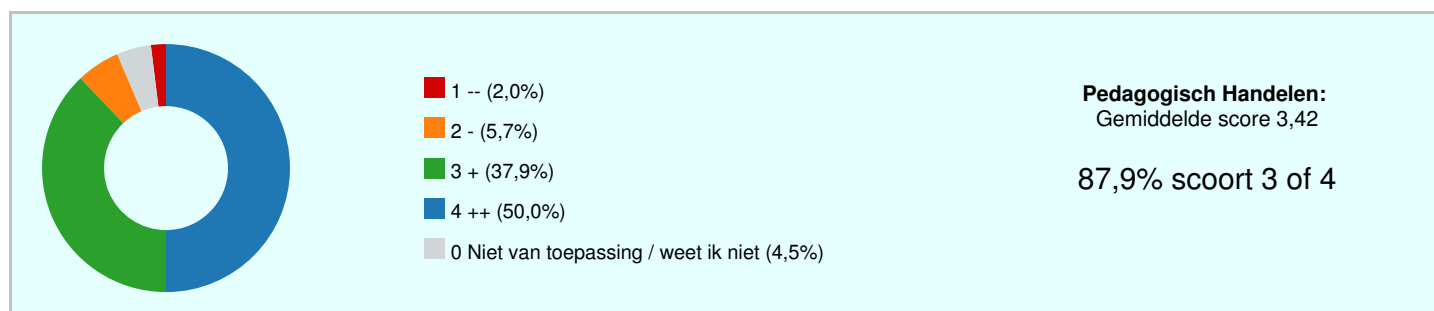 1 -- (2,0%)
2 - (5,7%)
3 + (37,9%)
4 ++ (50,0%)
0 Niet van toepassing / weet ik niet (4,5%)
Pedagogisch Handelen:
Gemiddelde score 3,42
87,9% scoort 3 of 4